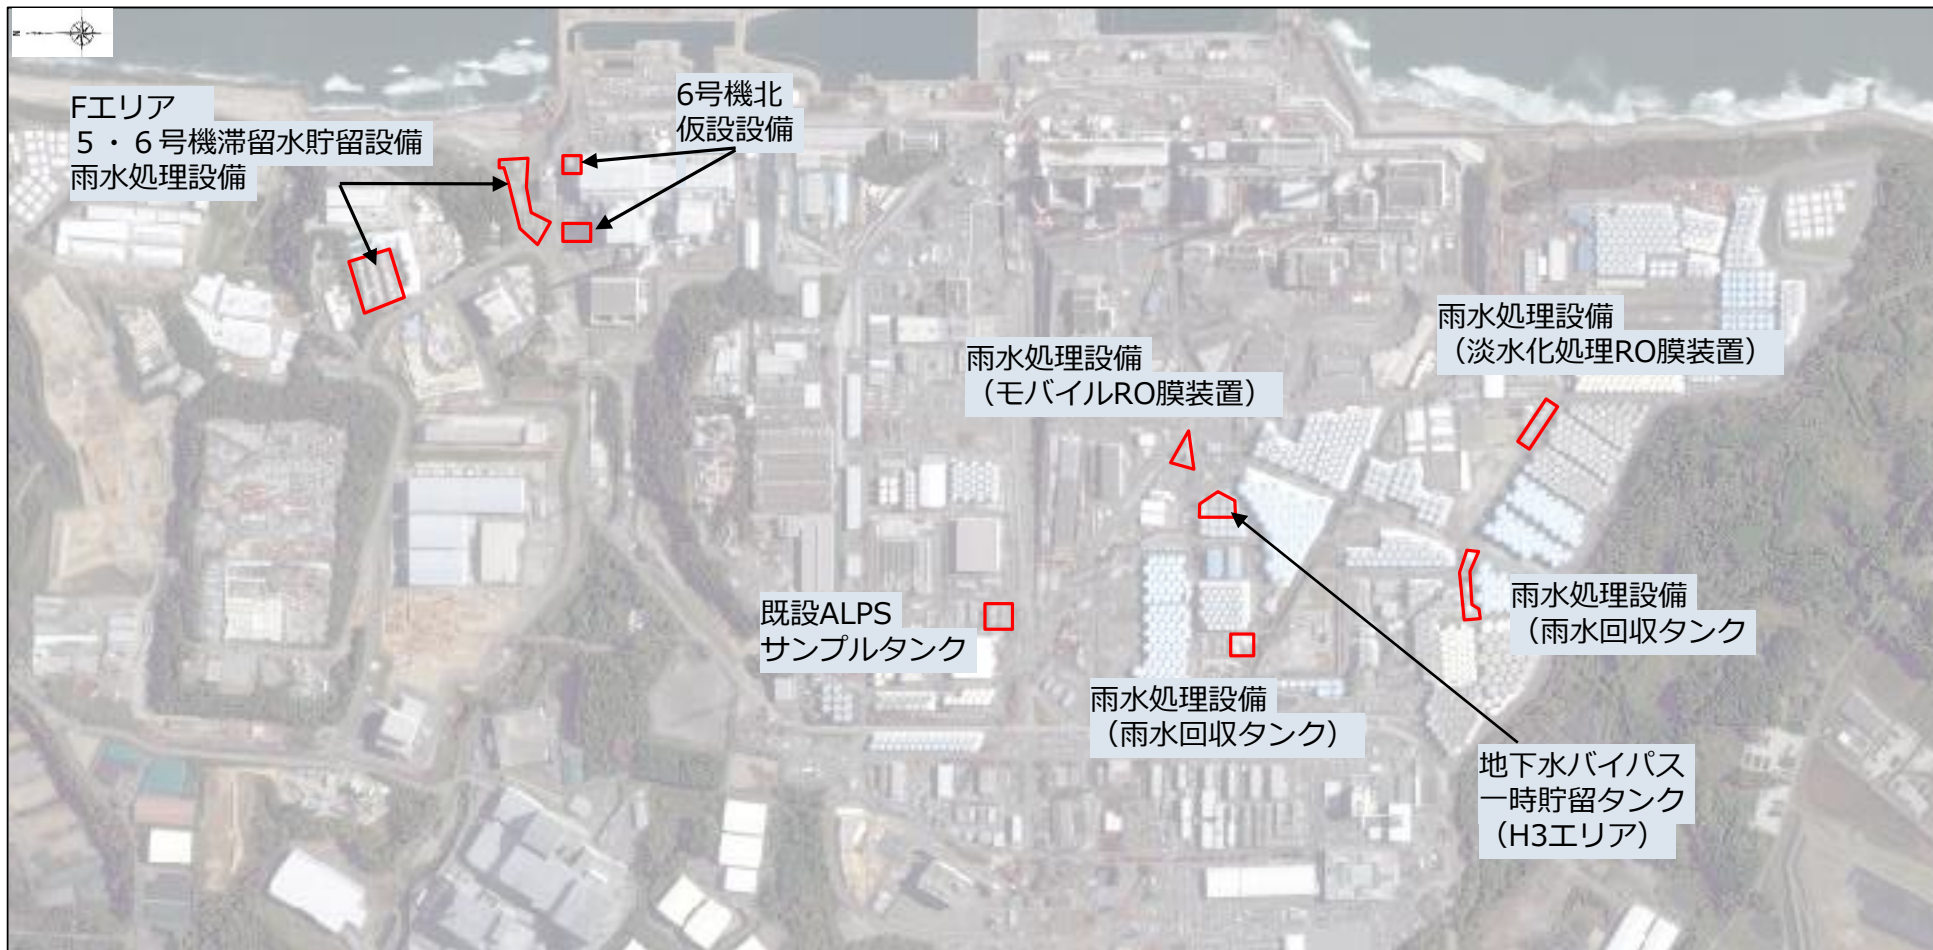 N
Fエリア
5・6号機滞留水貯留設備
雨水処理設備
6号機北
仮設設備
雨水処理設備
（モバイルRO膜装置）
雨水処理設備
（淡水化処理RO膜装置）
既設ALPS
サンプルタンク
雨水処理設備
（雨水回収タンク）
雨水処理設備
（雨水回収タンク
地下水バイパス
一時貯留タンク
（H3エリア）